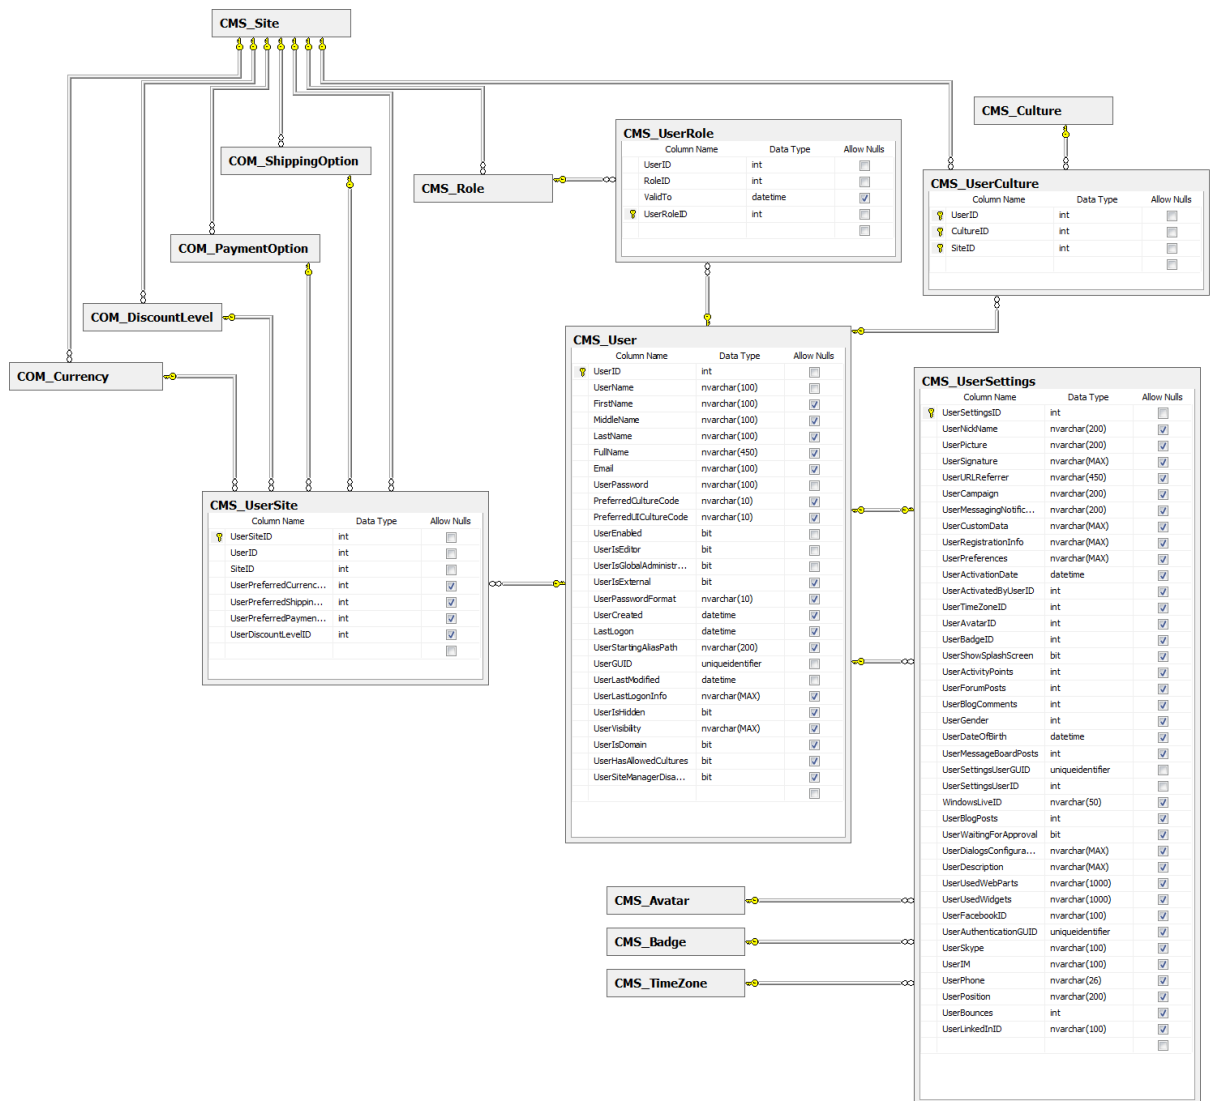 CMS_Site
CMS_Culture
COM_ShippingOption
CMS_Role
COM_PaymentOption
COM_DiscountLevel
COM_Currency
CMS_UserRole
Column Name Data Type Allow Nulls
UserID int
RoleID int
ValidTo datetime
UserRoleID int
CMS_UserCulture
Column Name Data Type Allow Nulls
UserID int
CultureID int
SiteID int
CMS_User
Column Name Data Type Allow Nulls
UserID int
UserName nvarchar(100)
FirstName nvarchar(100)
MiddleName nvarchar(100)
LastName nvarchar(100)
FullName nvarchar(450)
Email nvarchar(100)
UserPassword nvarchar(100)
PreferredCultureCode nvarchar(10)
PreferredUICultureCode nvarchar(10)
UserEnabled bit
UserIsEditor bit
UserIsGlobalAdministr... bit
UserIsExternal bit
UserPasswordFormat nvarchar(10)
UserCreated datetime
LastLogon datetime
UserStartingAliasPath nvarchar(200)
UserGUID uniqueidentifier
UserLastModified datetime
UserLastLogonInfo nvarchar(MAX)
UserIsHidden bit
UserVisibility nvarchar(MAX)
UserIsDomain bit
UserHasAllowedCultures bit
UserSiteManagerDisa... bit
CMS_UserSite
Column Name Data Type Allow Nulls
UserSiteID int
UserID int
SiteID int
UserPreferredCurrenc... int
UserPreferredShippin... int
UserPreferredPaymen... int
UserDiscountLevelID int
CMS_UserSettings
Column Name Data Type Allow Nulls
UserSettingsID int
UserNickName nvarchar(200)
UserPicture nvarchar(200)
UserSignature nvarchar(MAX)
UserURLReferrer nvarchar(450)
UserCampaign nvarchar(200)
UserMessagingNotific... nvarchar(200)
UserCustomData nvarchar(MAX)
UserRegistrationInfo nvarchar(MAX)
UserPreferences nvarchar(MAX)
UserActivationDate datetime
UserActivatedByUserID int
UserTimeZoneID int
UserAvatarID int
UserBadgeID int
UserShowSplashScreen bit
UserActivityPoints int
UserForumPosts int
UserBlogComments int
UserGender int
UserDateOfBirth datetime
UserMessageBoardPosts int
UserSettingsUserGUID uniqueidentifier
UserSettingsUserID int
WindowsLiveID nvarchar(50)
UserBlogPosts int
UserWaitingForApproval bit
UserDialogsConfigura... nvarchar(MAX)
UserDescription nvarchar(MAX)
UserUsedWebParts nvarchar(1000)
UserUsedWidgets nvarchar(1000)
UserFacebookID nvarchar(100)
UserAuthenticationGUID uniqueidentifier
UserSkype nvarchar(100)
UserIM nvarchar(100)
UserPhone nvarchar(26)
UserPosition nvarchar(200)
UserBounces int
UserLinkedInID nvarchar(100)
CMS_Avatar
CMS_Badge
CMS_TimeZone